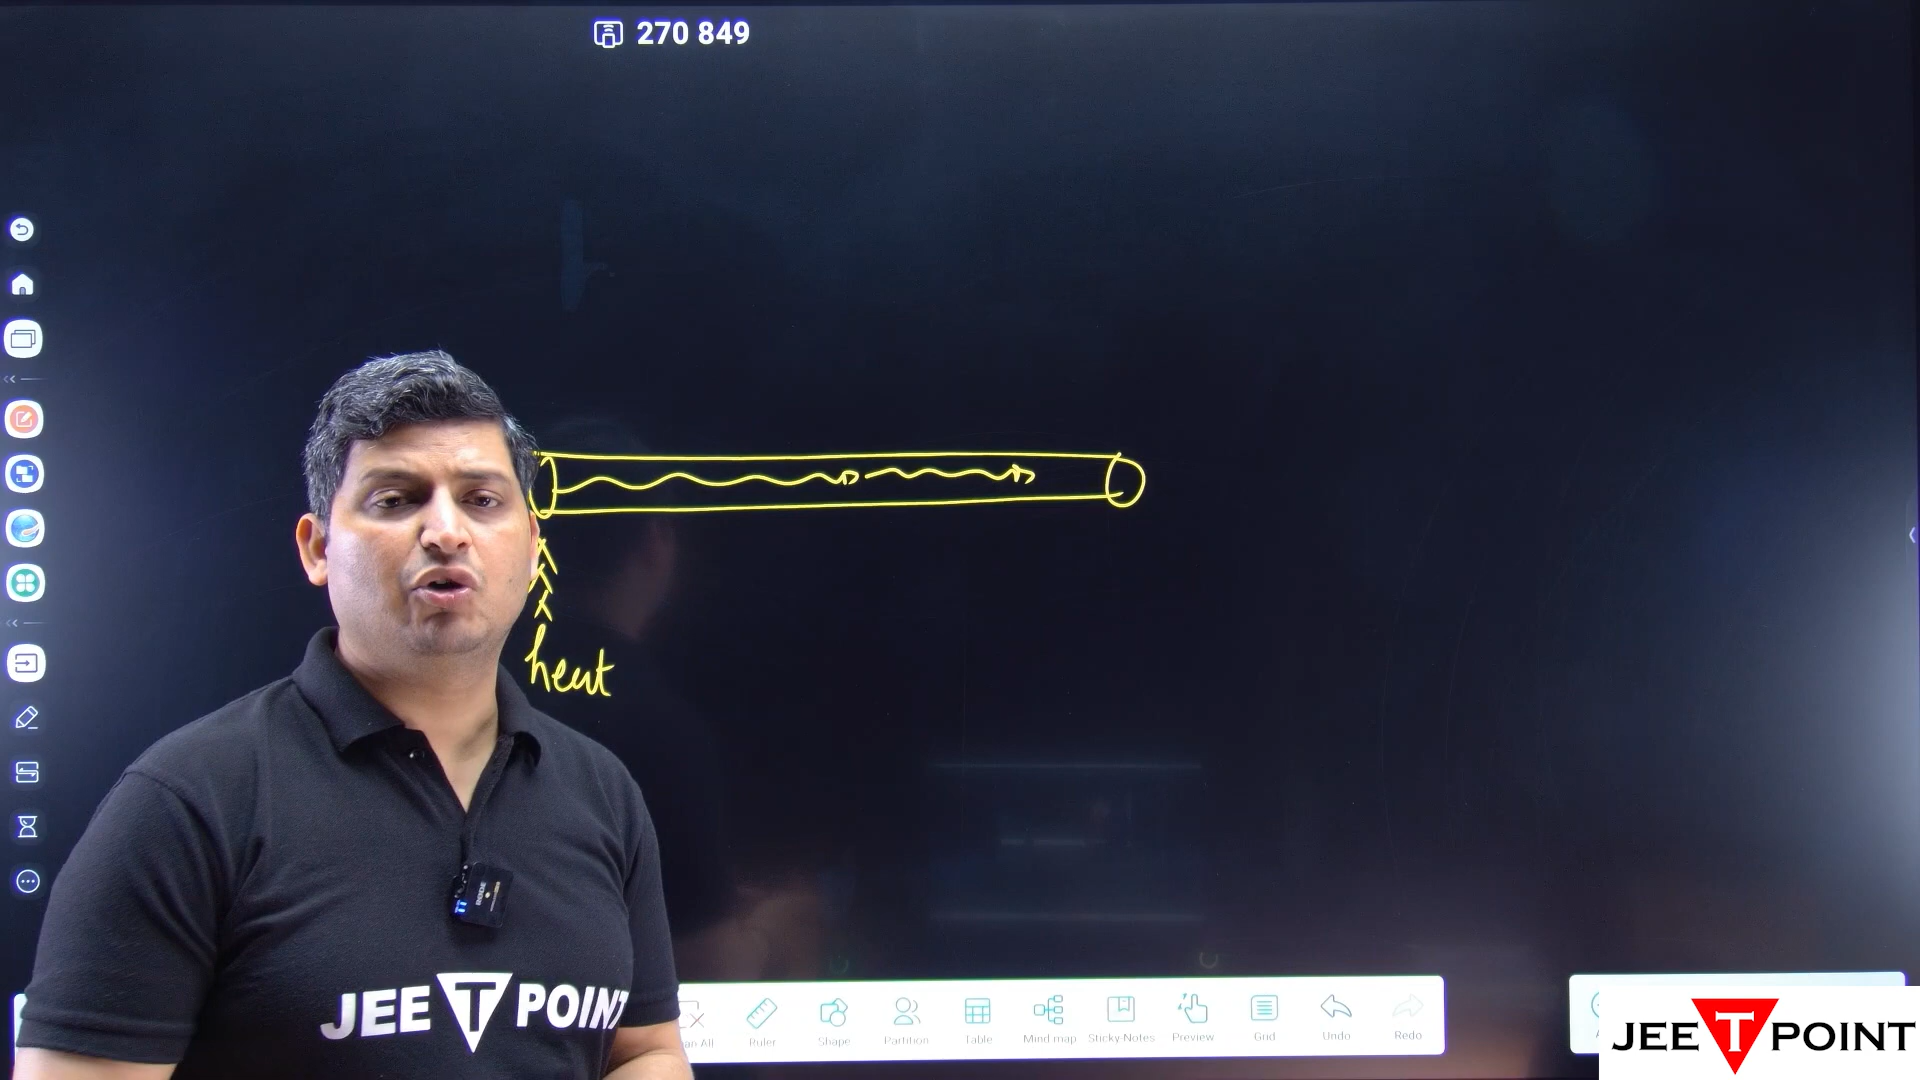 270 849
heat
JEE T POINT
RODE
an All
Ruler
Shape
Partition
Table
Mind map
Sticky-Notes
Preview
Grid
Undo
Redo
JEE T POINT